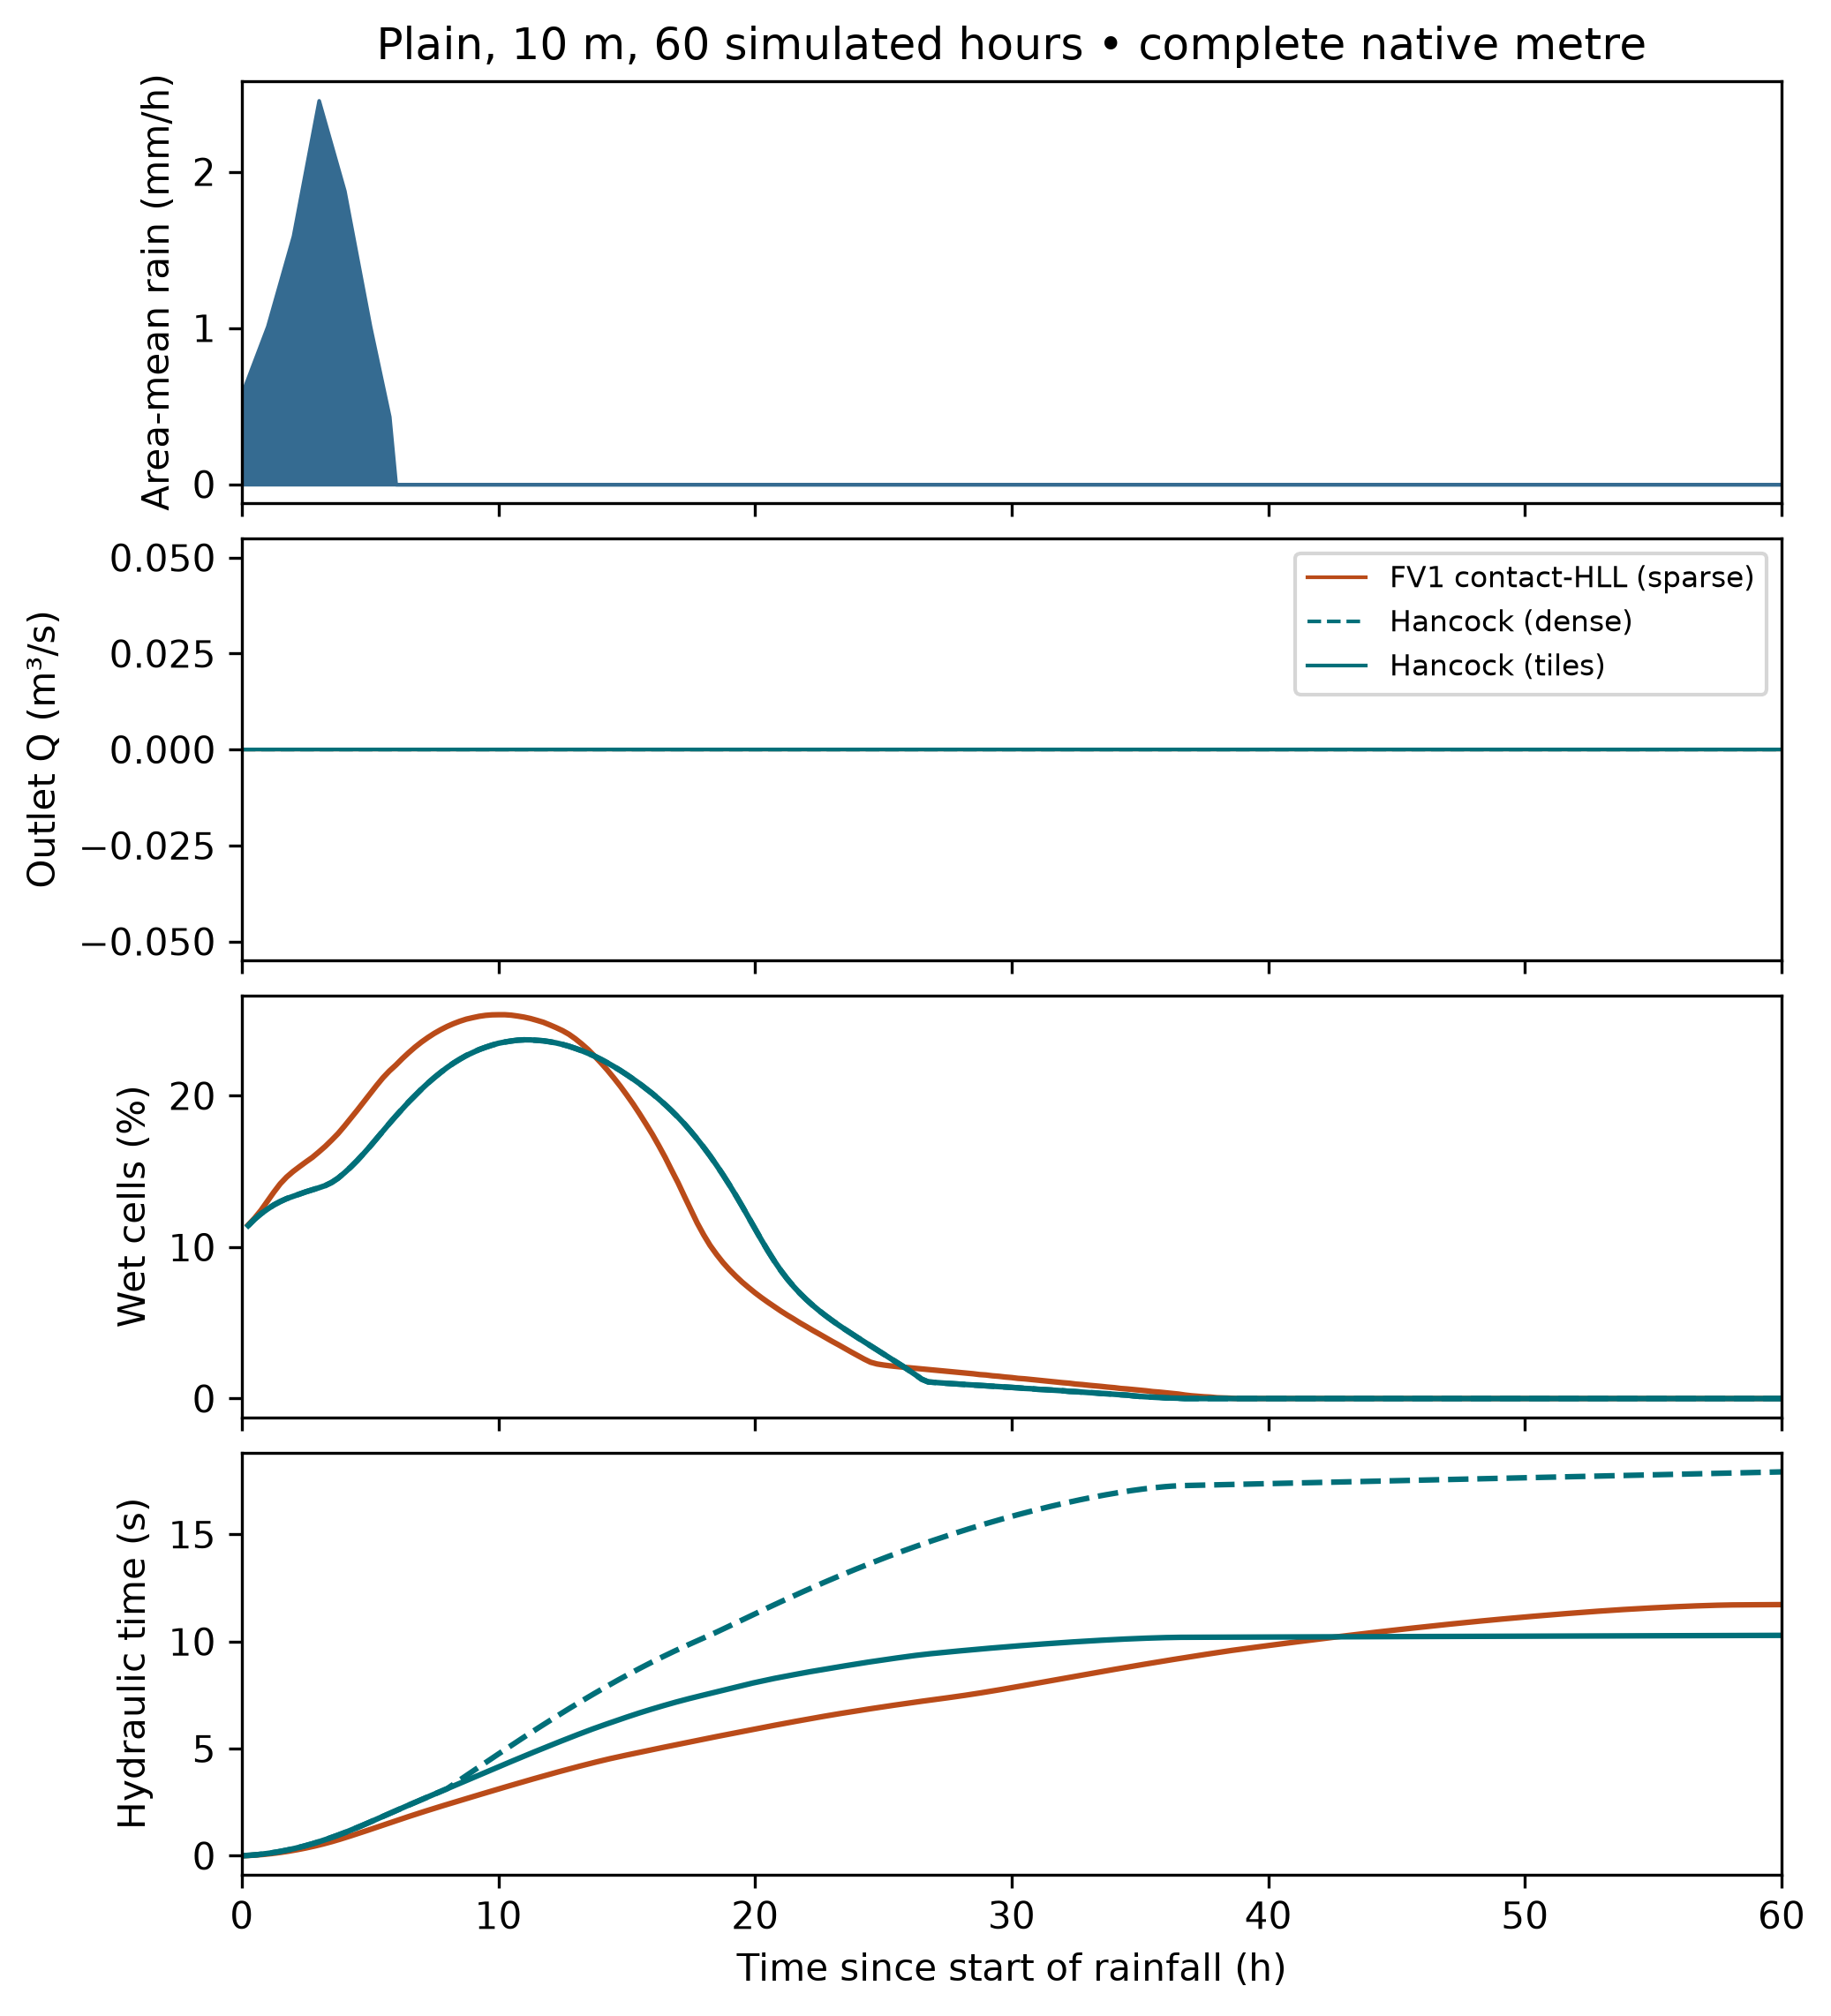 Plain, 10 m, 60 simulated hours • complete native metre
Area-mean rain (mm/h)
2
1
0
Outlet Q (m³/s)
0.050
0.025
0.000
−0.025
−0.050
FV1 contact-HLL (sparse)
Hancock (dense)
Hancock (tiles)
Wet cells (%)
20
10
0
Hydraulic time (s)
15
10
5
0
0 10 20 30 40 50 60
Time since start of rainfall (h)